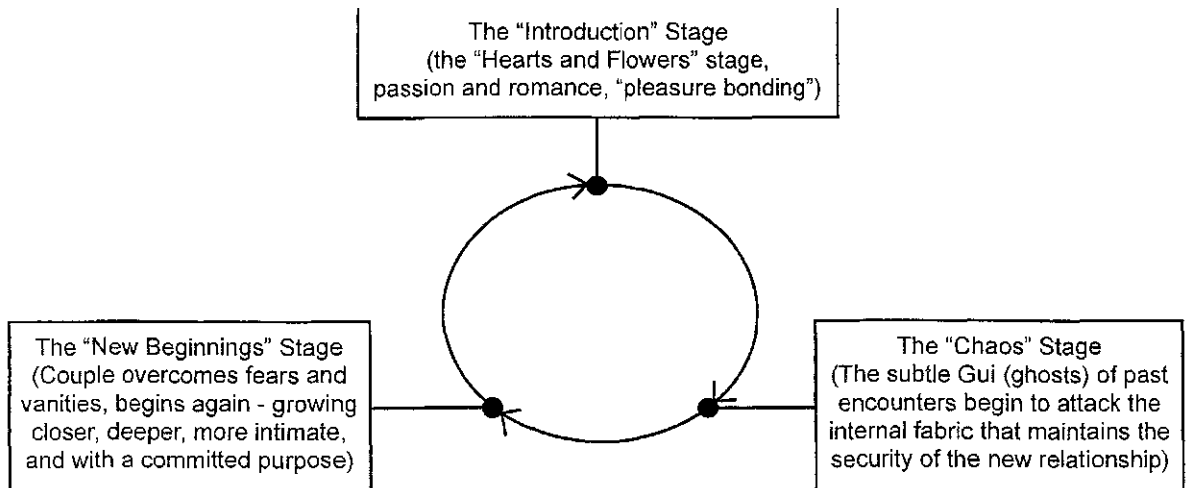 The “Introduction” Stage
(the “Hearts and Flowers” stage,
passion and romance, “pleasure bonding”)
The “New Beginnings” Stage
(Couple overcomes fears and
vanities, begins again - growing
closer, deeper, more intimate,
and with a committed purpose)
The “Chaos” Stage
(The subtle Gui (ghosts) of past
encounters begin to attack the
internal fabric that maintains the
security of the new relationship)